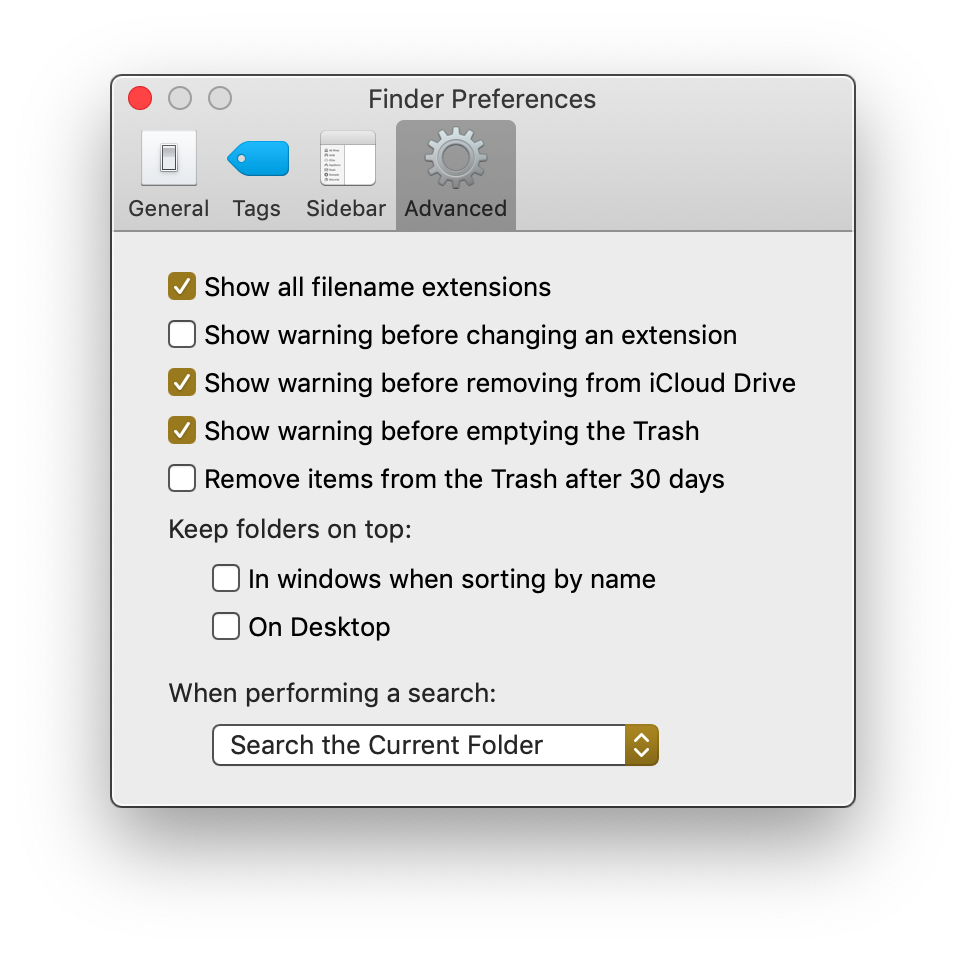 Finder Preferences
General Tags Sidebar Advanced
Show all filename extensions
Show warning before changing an extension
Show warning before removing from iCloud Drive
Show warning before emptying the Trash
Remove items from the Trash after 30 days
Keep folders on top:
In windows when sorting by name
On Desktop
When performing a search:
Search the Current Folder